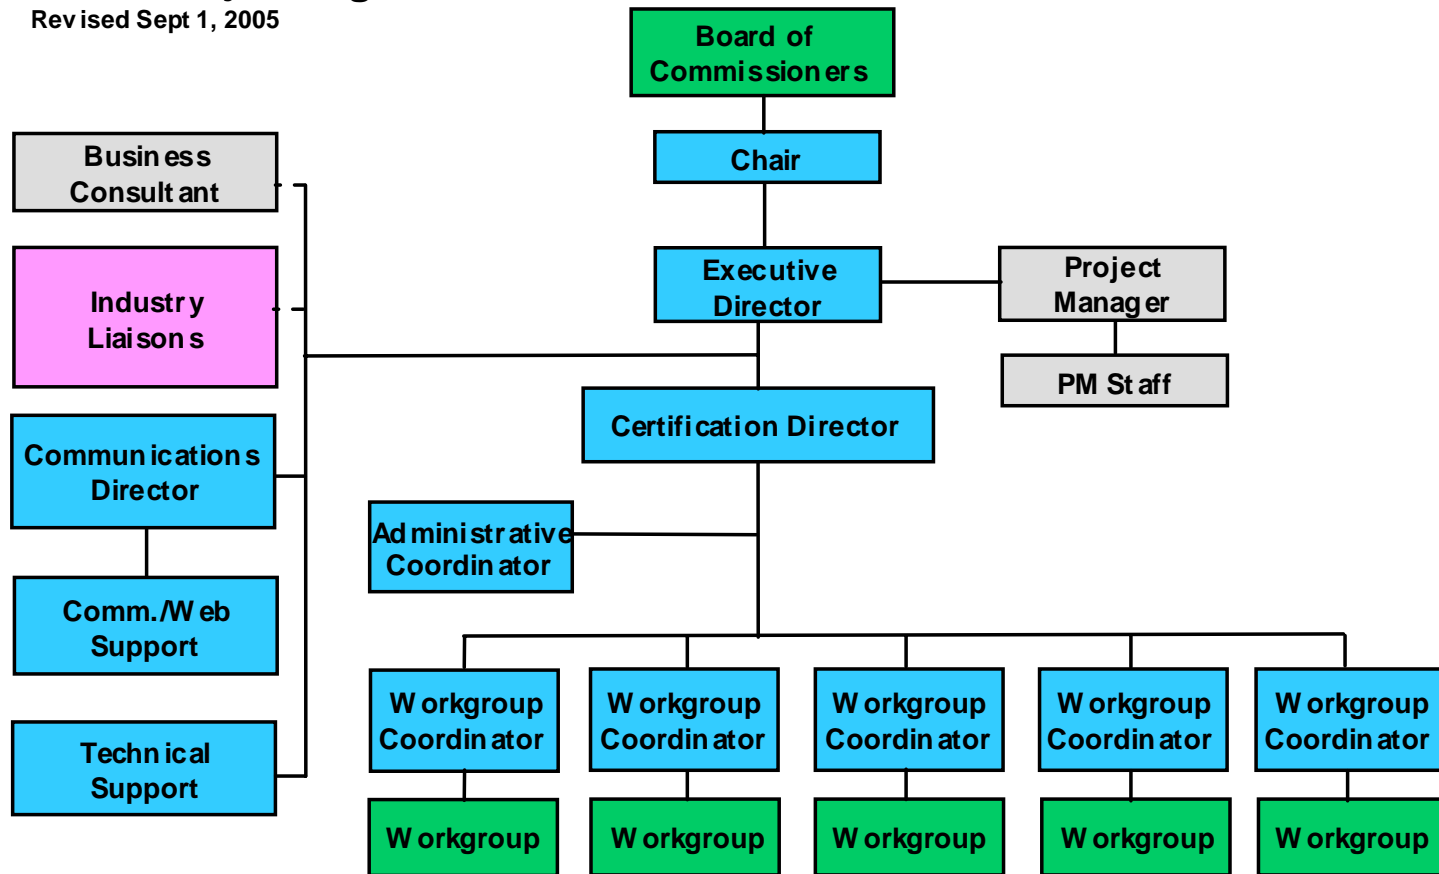 Revised Sept 1, 2005
Board of
Commissioners
Chair
Business
Consultant
Executive
Director
Project
Manager
Industry
Liaisons
PM Staff
Certification Director
Communications
Director
Administrative
Coordinator
Comm./Web
Support
Workgroup
Coordinator
Workgroup
Coordinator
Workgroup
Coordinator
Workgroup
Coordinator
Workgroup
Coordinator
Technical
Support
Workgroup
Workgroup
Workgroup
Workgroup
Workgroup